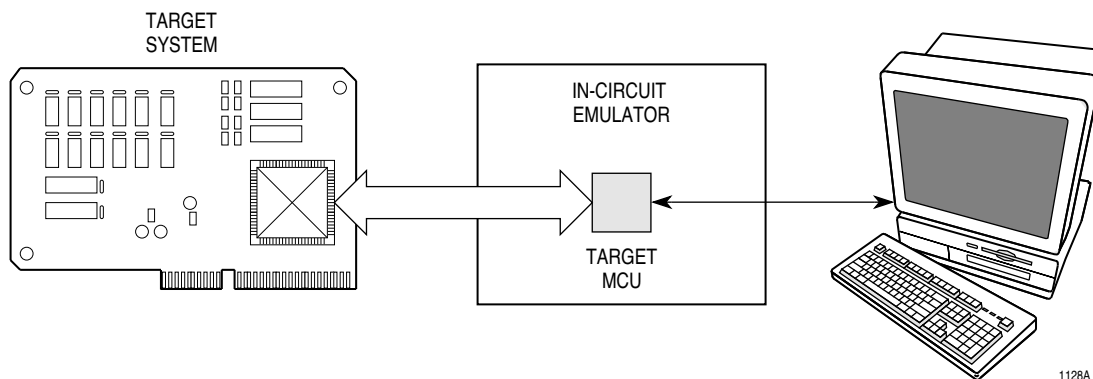 TARGET
SYSTEM
IN-CIRCUIT
EMULATOR
TARGET
MCU
1128A